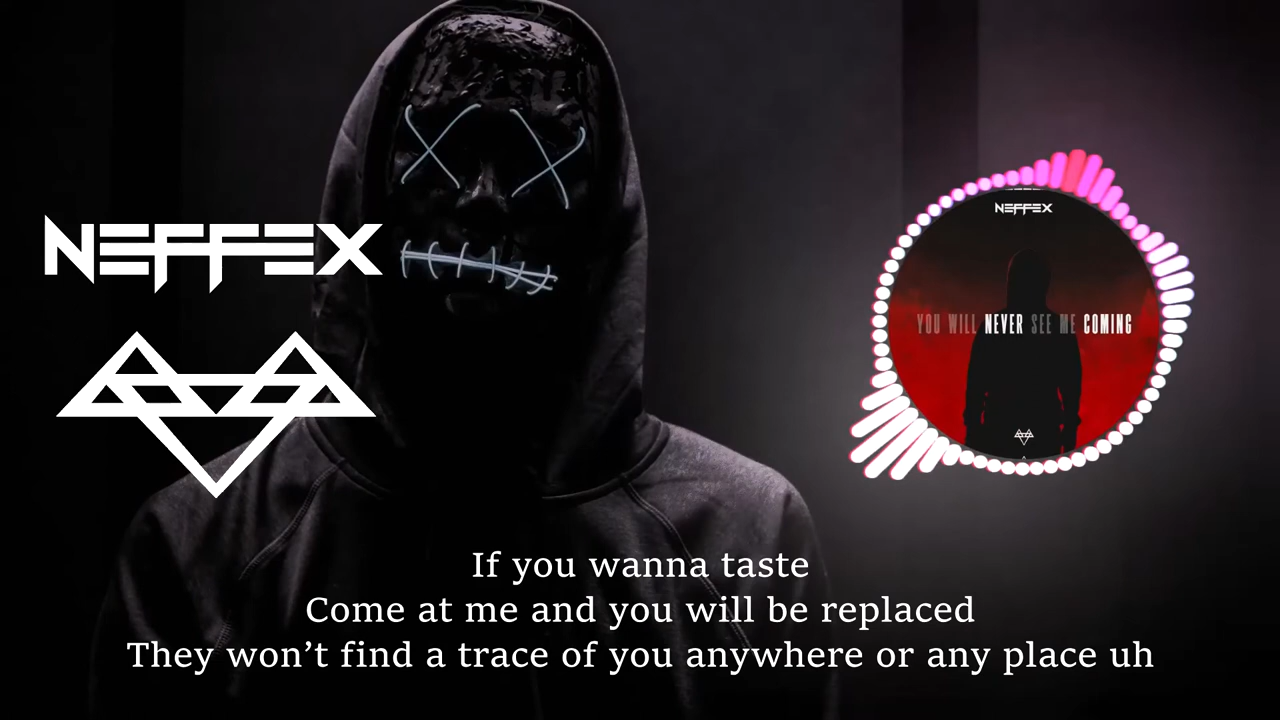 NEFFEX
NEFFEX
YOU WILL NEVER SEE ME COMING
If you wanna taste
Come at me and you will be replaced
They won’t find a trace of you anywhere or any place uh